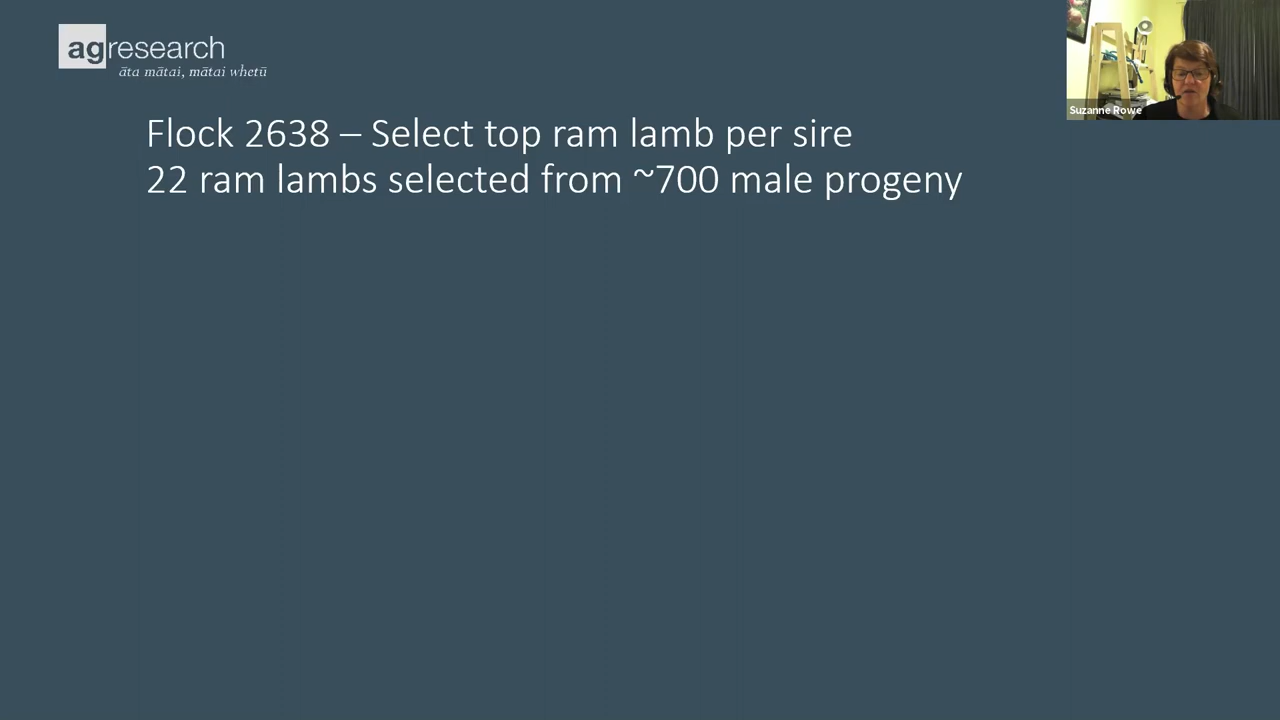 agresearch
āta mātai, mātai whetū
Suzanne Rowe
Flock 2638 – Select top ram lamb per sire
22 ram lambs selected from ~700 male progeny